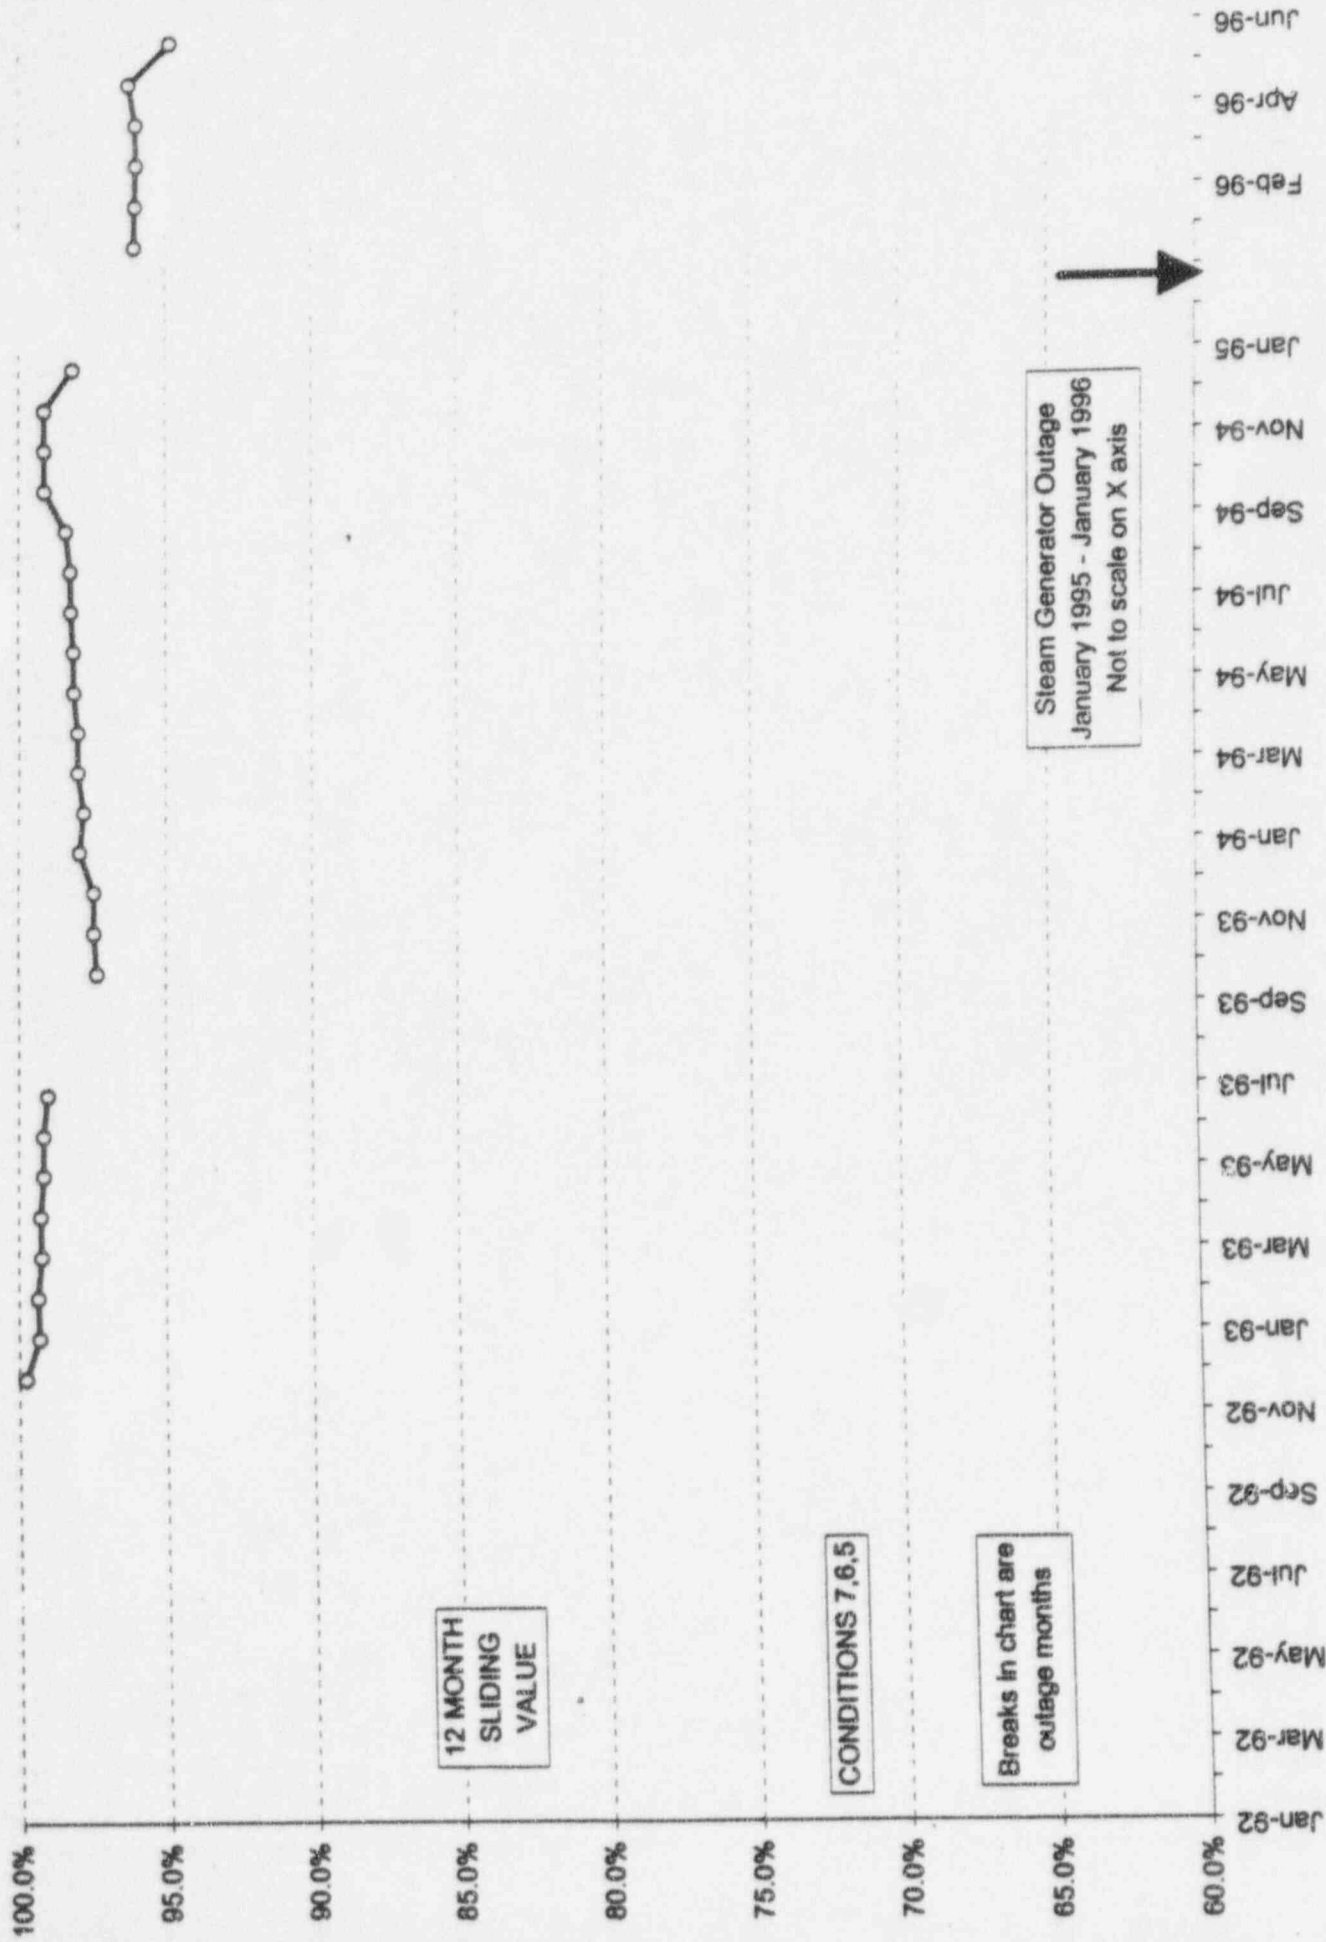 100.0%
95.0%
90.0%
85.0%
80.0%
75.0%
70.0%
65.0%
60.0%
12 MONTH
SLIDING
VALUE
CONDITIONS 7,6,5
Breaks in chart are
outage months
Steam Generator Outage
January 1995 - January 1996
Not to scale on X axis
Jan-92
Mar-92
May-92
Jul-92
Sep-92
Nov-92
Jan-93
Mar-93
May-93
Jul-93
Sep-93
Nov-93
Jan-94
Mar-94
May-94
Jul-94
Sep-94
Nov-94
Jan-95
Feb-96
Apr-96
Jun-96